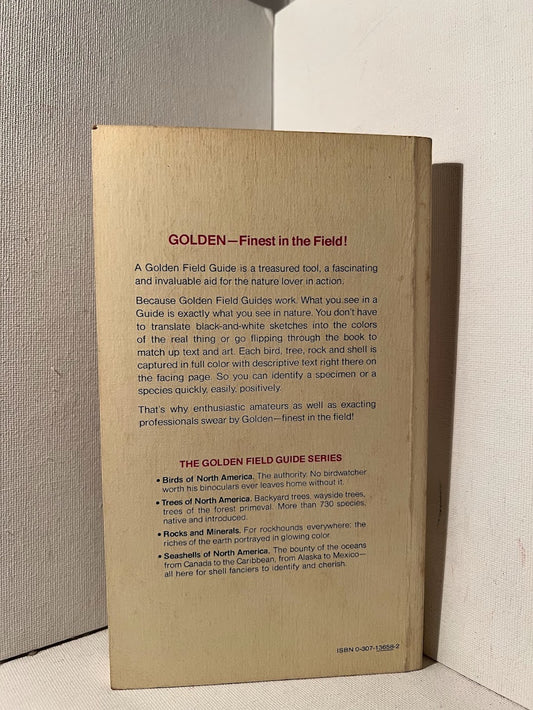 GOLDEN—Finest in the Field!
A Golden Field Guide is a treasured tool, a fascinating
and invaluable aid for the nature lover in action.
Because Golden Field Guides work. What you see in a
Guide is exactly what you see in nature. You don't have
to translate black-and-white sketches into the colors
of the real thing or go flipping through the book to
match up text and art. Each bird, tree, rock and shell is
captured in full color with descriptive text right there on
the facing page. So you can identify a specimen or a
species quickly, easily, positively.
That's why enthusiastic amateurs as well as exacting
professionals swear by Golden—finest in the field!
THE GOLDEN FIELD GUIDE SERIES
• Birds of North America. The authority. No birdwatcher
worth his binoculars ever leaves home without it.
• Trees of North America. Backyard trees, wayside trees,
trees of the forest primeval. More than 730 species,
native and introduced.
• Rocks and Minerals. For rockhounds everywhere: the
riches of the earth portrayed in glowing color.
• Seashells of North America. The bounty of the oceans
from Canada to the Caribbean, from Alaska to Mexico—
all here for shell fanciers to identify and cherish.
ISBN 0-307-13658-2